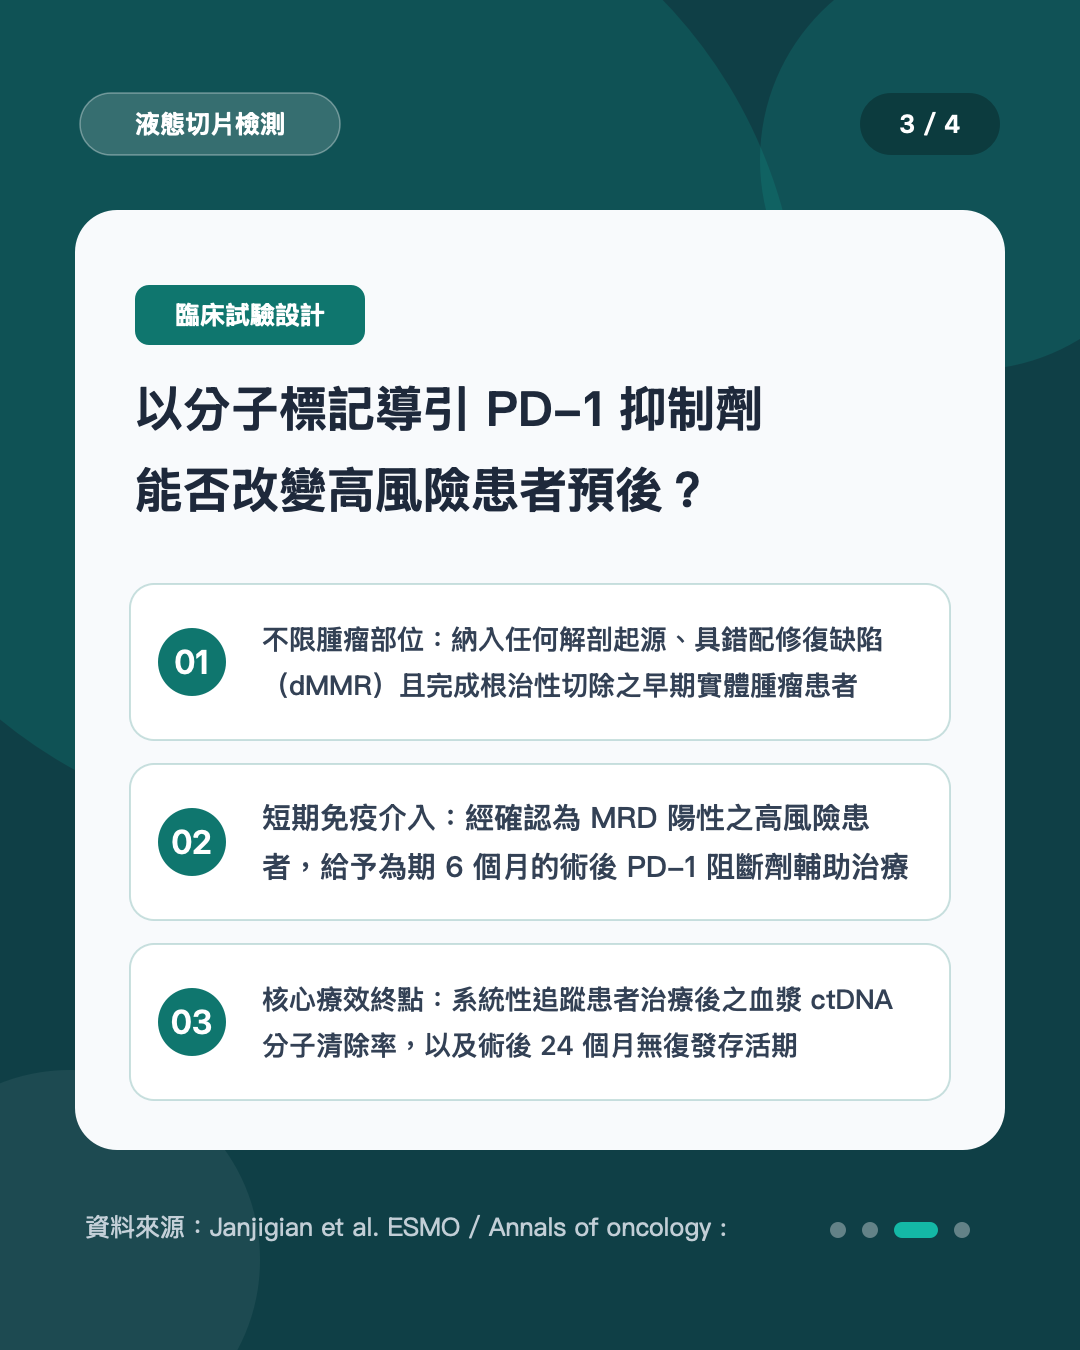 液態切片檢測
3 / 4
臨床試驗設計
以分子標記導引 PD-1 抑制劑
能否改變高風險患者預後？
01
不限腫瘤部位：納入任何解剖起源、具錯配修復缺陷
（dMMR）且完成根治性切除之早期實體腫瘤患者
02
短期免疫介入：經確認為 MRD 陽性之高風險患
者，給予為期 6 個月的術後 PD-1 阻斷劑輔助治療
03
核心療效終點：系統性追蹤患者治療後之血漿 ctDNA
分子清除率，以及術後 24 個月無復發存活期
資料來源：Janjigian et al. ESMO / Annals of oncology :